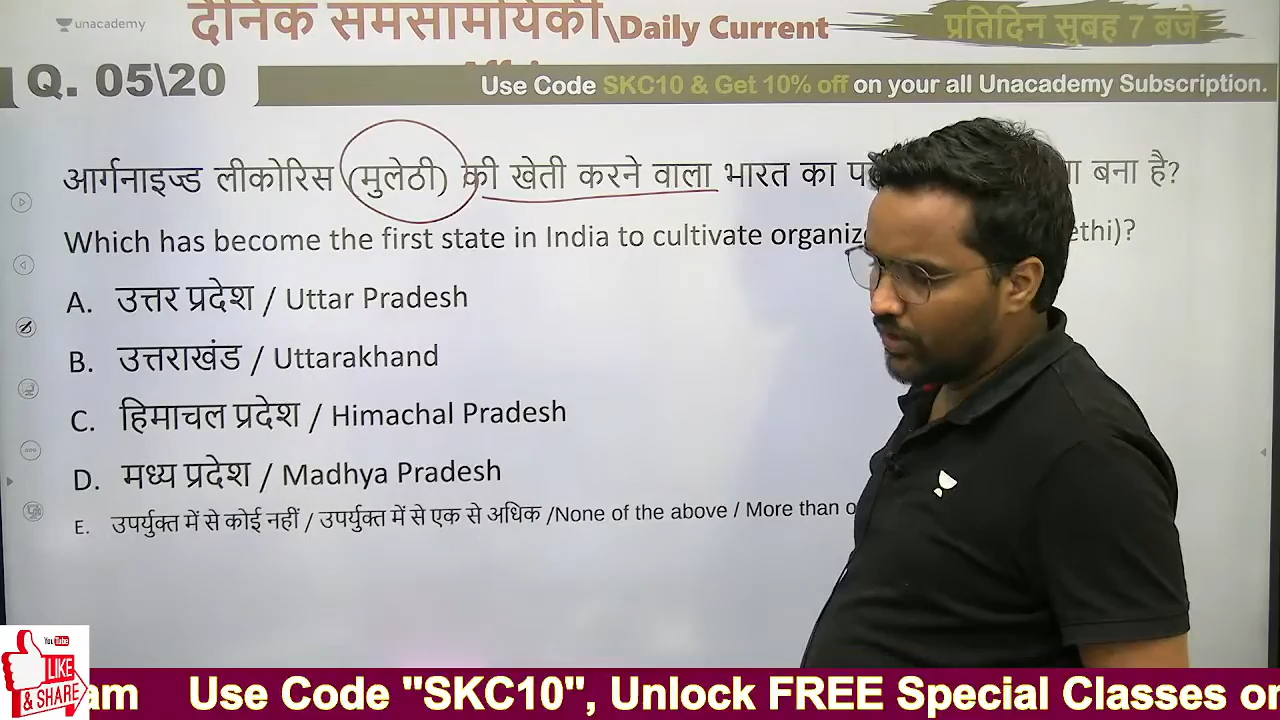 unacademy
दैनिक समसामयिकी\Daily Current
प्रतिदिन सुबह 7 बजे
Q. 05\20
Use Code SKC10 & Get 10% off on your all Unacademy Subscription.
आर्गनाइज्ड लीकोरिस (मुलेठी) की खेती करने वाला भारत का बना है?
Which has become the first state in India to cultivate
A. उत्तर प्रदेश / Uttar Pradesh
B. उत्तराखंड / Uttarakhand
C. हिमाचल प्रदेश / Himachal Pradesh
D. मध्य प्रदेश / Madhya Pradesh
E. उपर्युक्त में से कोई नहीं / उपर्युक्त में से एक से अधिक /None of the above / More than
YouTube
LIKE
& SHARE
am Use Code "SKC10", Unlock FREE Special Classes on